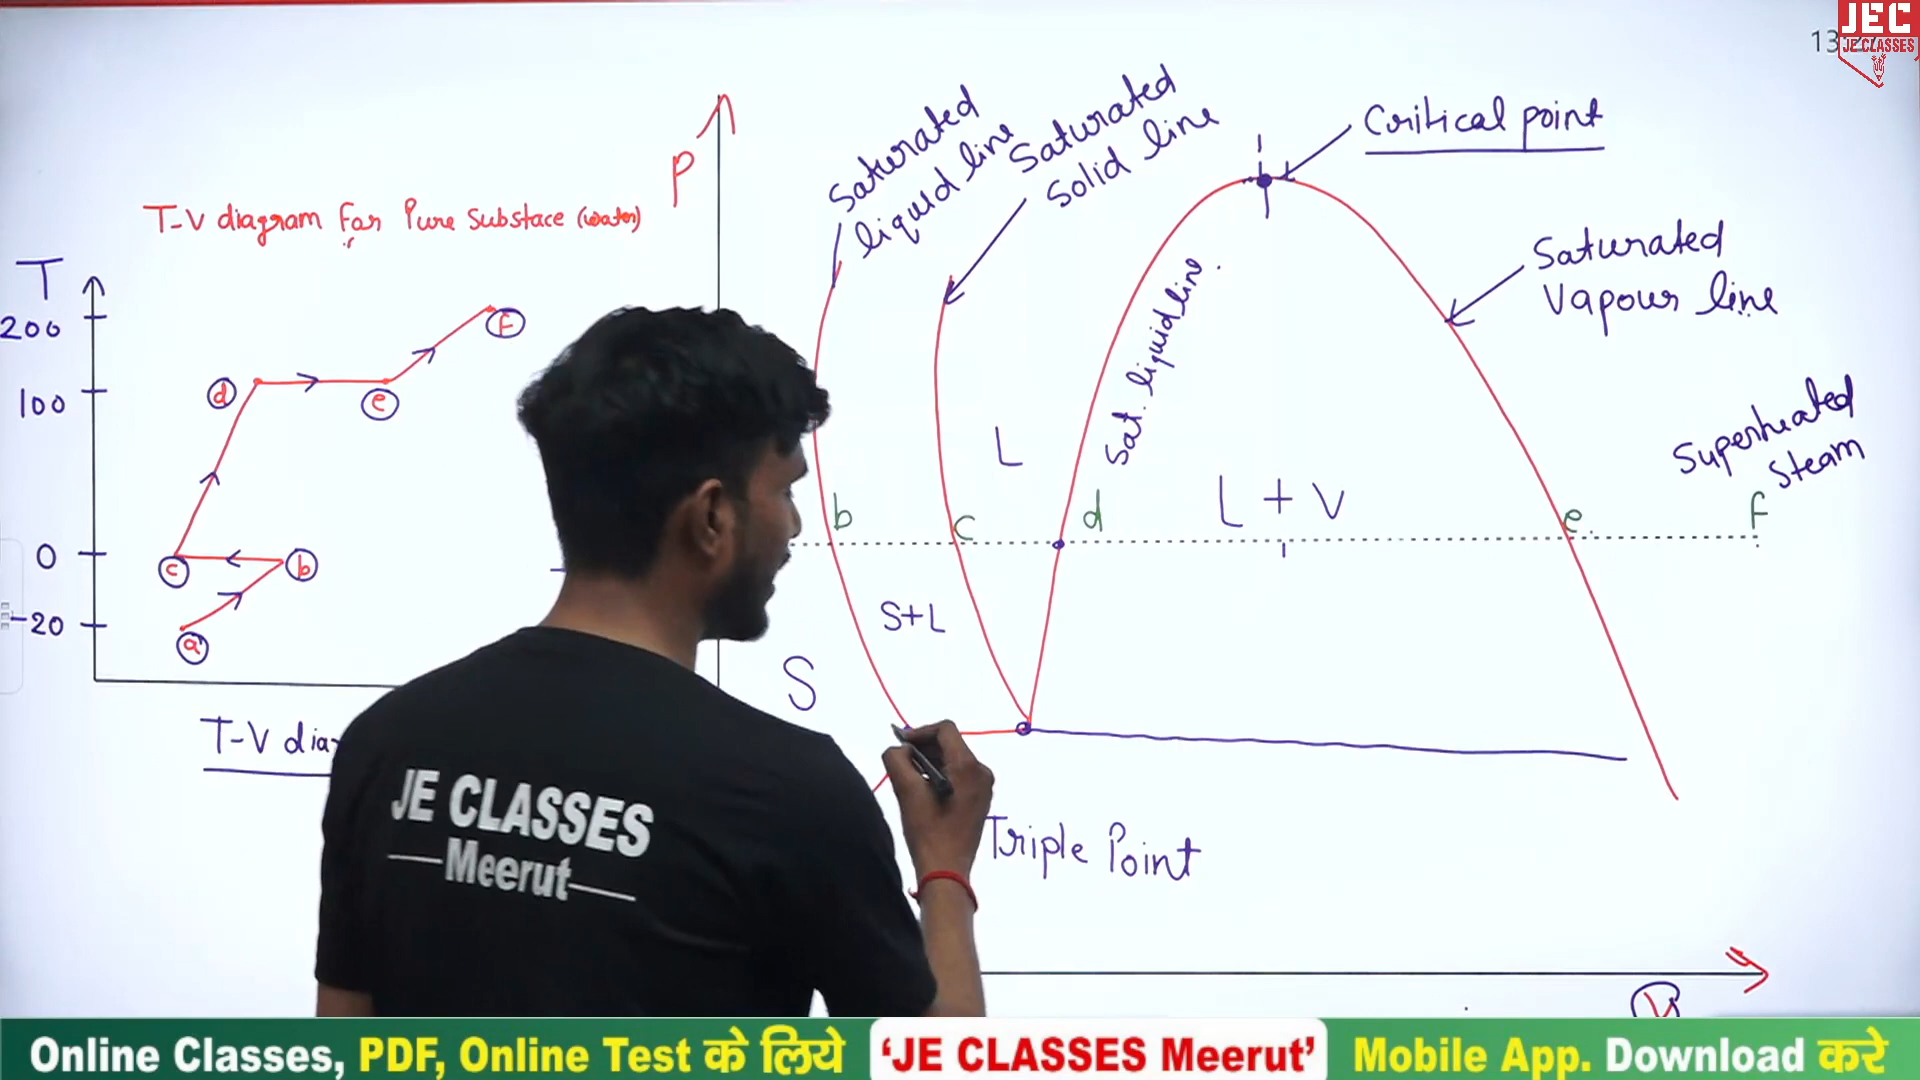 JEC
JE CLASSES
13:
T-V diagram For Pure Substace (water)
T
200
100
0
-20
a
b
c
d
e
f
T-V dia
P
Saturated
liquid line
Saturated
Solid line
Critical point
Saturated
Vapour line
Sat. liquid line.
Superheated
Steam
L
L + V
b
c
d
e.
f
S+L
S
Triple Point
V
JE CLASSES
Meerut
Online Classes, PDF, Online Test के लिये 'JE CLASSES Meerut' Mobile App. Download करे